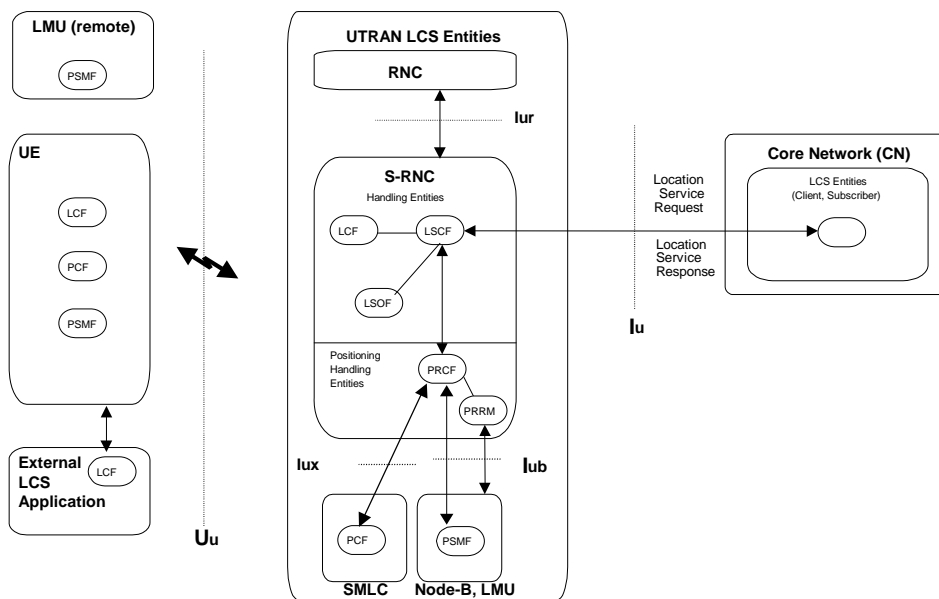 LMU (remote)
PSMF
UE
LCF
PCF
PSMF
External
LCS
Application
LCF
Uu
UTRAN LCS Entities
RNC
Iur
S-RNC
Handling Entities
LCF
LSCF
LSOF
Positioning
Handling
Entities
PRCF
PRRM
Iux
Iub
PCF
SMLC
PSMF
Node-B, LMU
Location
Service
Request
Location
Service
Response
Iu
Core Network (CN)
LCS Entities
(Client, Subscriber)